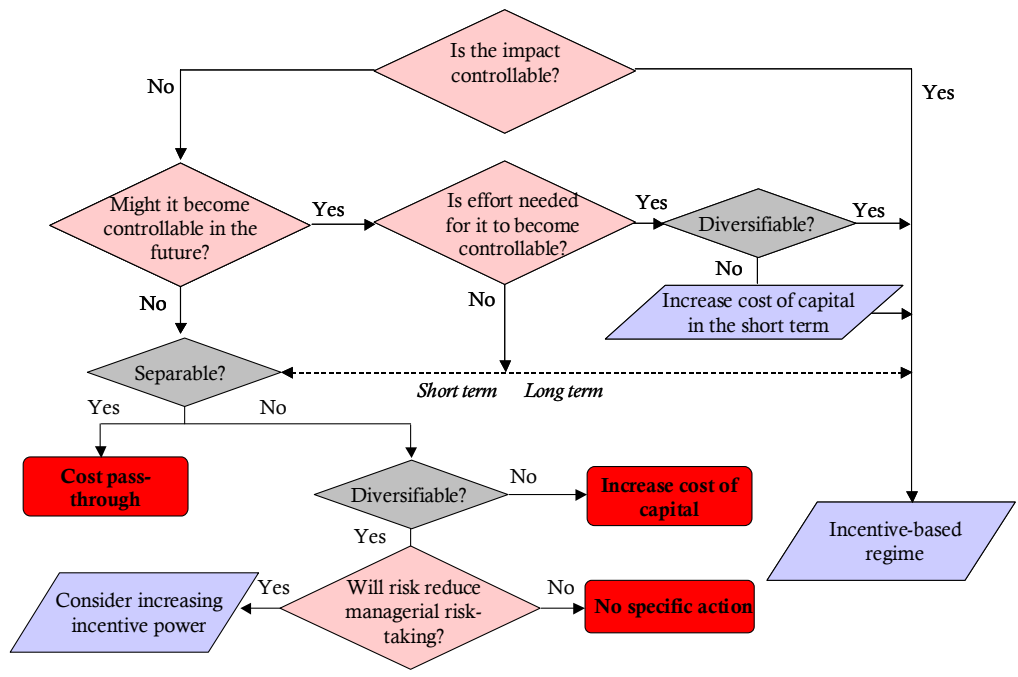 Is the impact
controllable?
No
Yes
Might it become
controllable in the
future?
Yes
Is effort needed
for it to become
controllable?
Yes
Diversifiable?
Yes
No
Increase cost of capital
in the short term
No
No
Separable?
Short term
Long term
Yes
No
Cost pass-
through
Diversifiable?
No
Increase cost of
capital
Yes
Incentive-based
regime
Consider increasing
incentive power
Yes
Will risk reduce
managerial risk-
taking?
No
No specific action